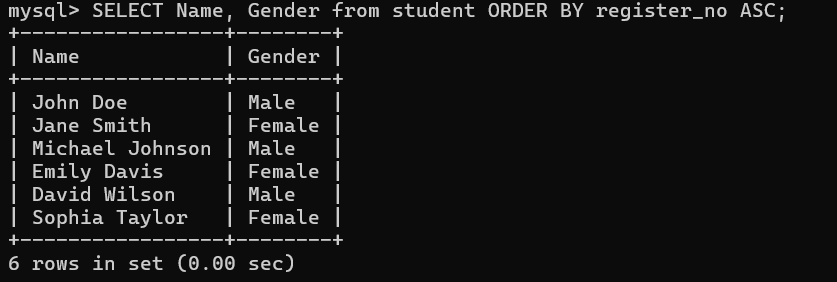 mysql> SELECT Name, Gender from student ORDER BY register_no ASC;
+-----------------+--------+
| Name            | Gender |
+-----------------+--------+
| John Doe        | Male   |
| Jane Smith      | Female |
| Michael Johnson | Male   |
| Emily Davis     | Female |
| David Wilson    | Male   |
| Sophia Taylor   | Female |
+-----------------+--------+
6 rows in set (0.00 sec)